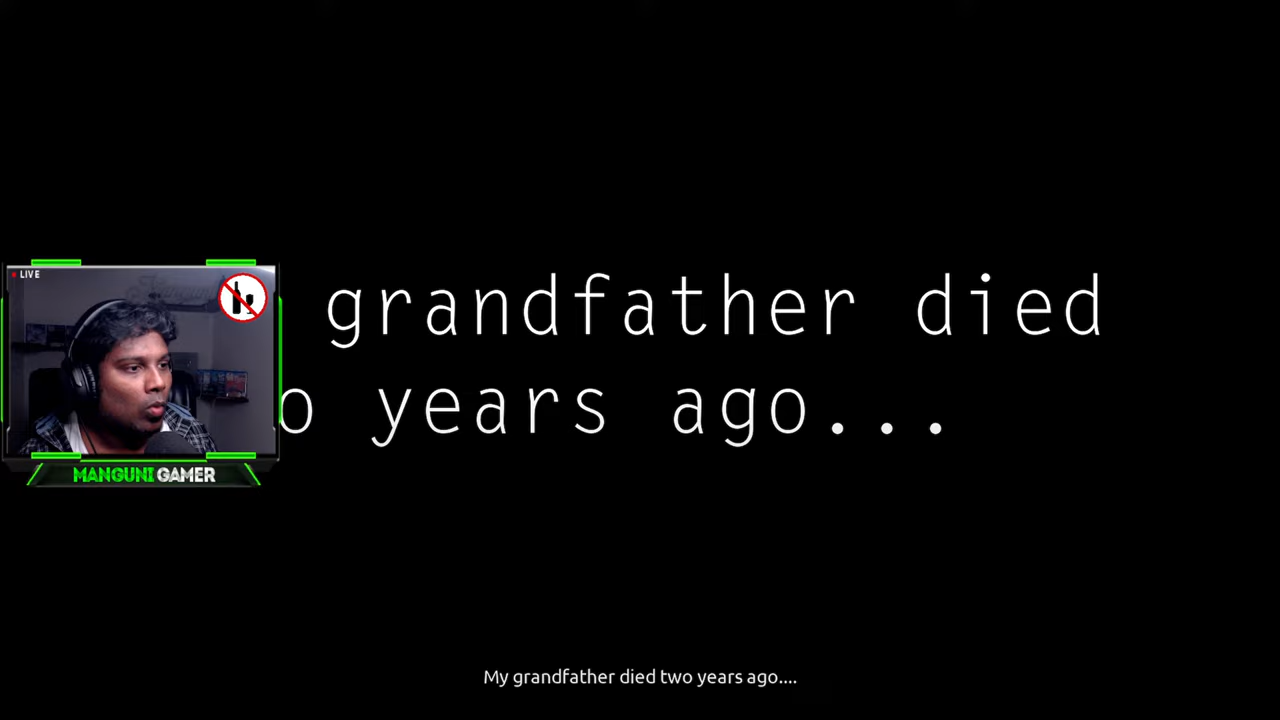 LIVE
grandfather died
o years ago...
MANGUNI GAMER
My grandfather died two years ago....